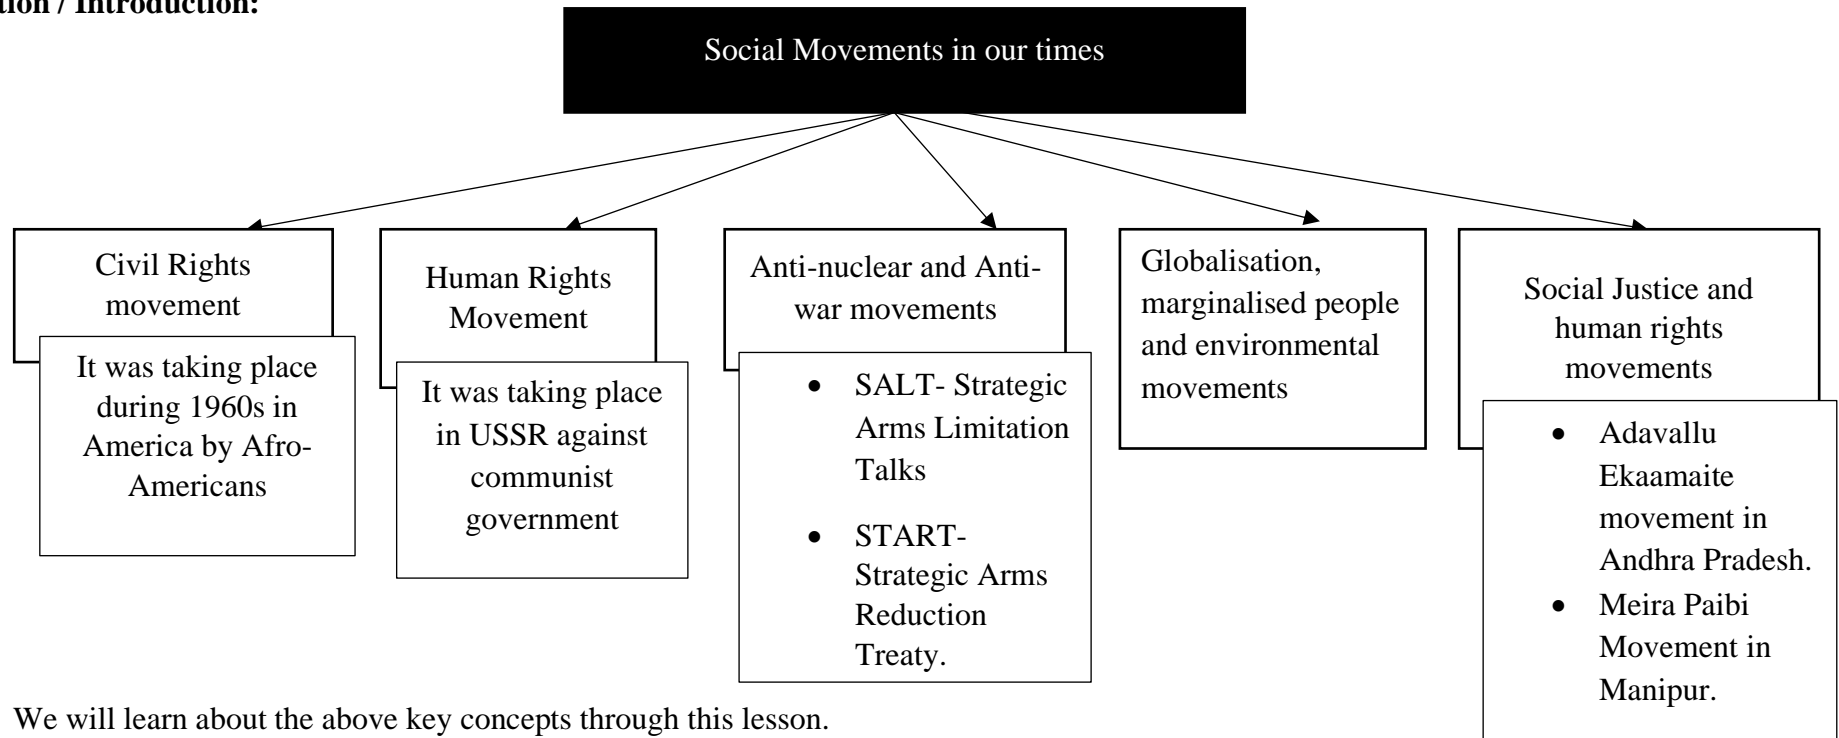 tion / Introduction:
Social Movements in our times
Civil Rights
movement
It was taking place
during 1960s in
America by Afro-
Americans
Human Rights
Movement
It was taking place
in USSR against
communist
government
Anti-nuclear and Anti-
war movements
• SALT- Strategic
Arms Limitation
Talks
• START-
Strategic Arms
Reduction
Treaty.
Globalisation,
marginalised people
and environmental
movements
Social Justice and
human rights
movements
• Adavallu
Ekaamaite
movement in
Andhra Pradesh.
• Meira Paibi
Movement in
Manipur.
We will learn about the above key concepts through this lesson.